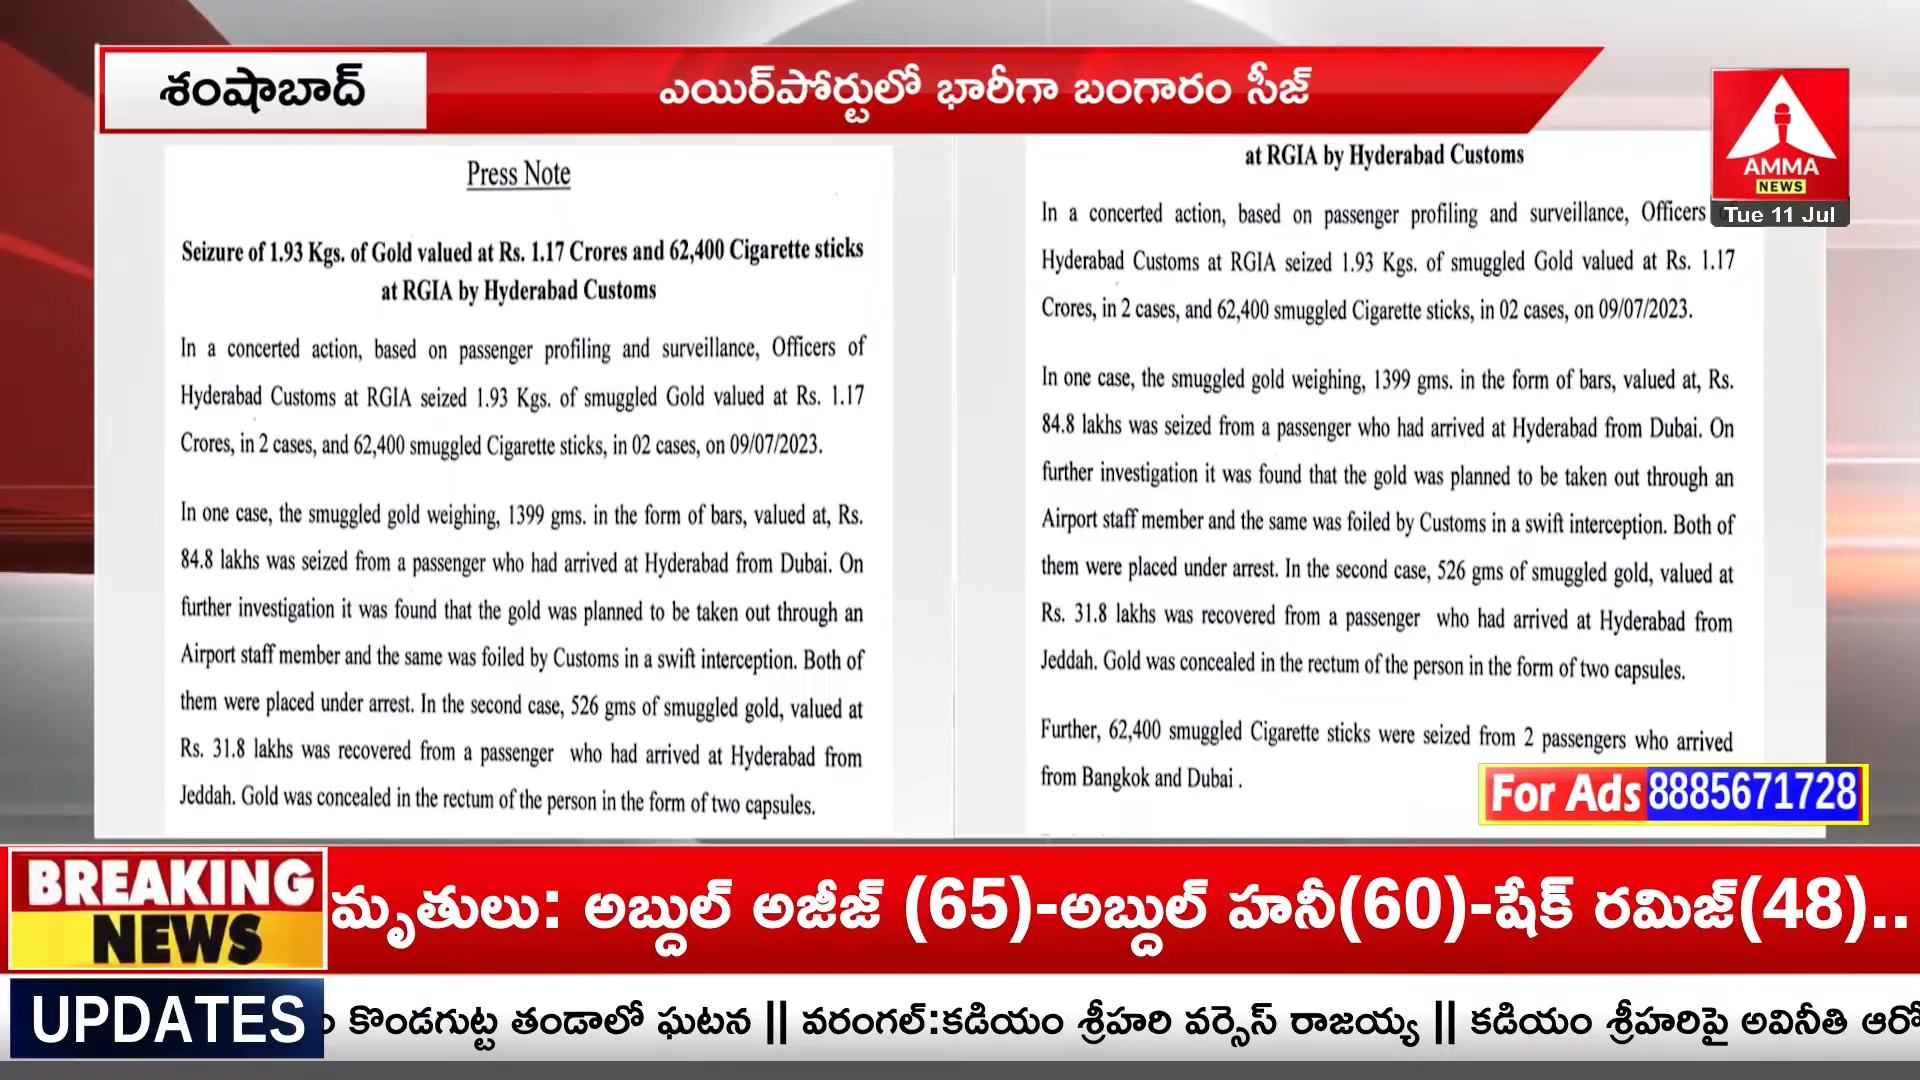 శంషాబాద్
ఎయిర్‌పోర్టులో భారీగా బంగారం సీజ్
AMMA
NEWS
Tue 11 Jul
Press Note
Seizure of 1.93 Kgs. of Gold valued at Rs. 1.17 Crores and 62,400 Cigarette sticks
at RGIA by Hyderabad Customs
In a concerted action, based on passenger profiling and surveillance, Officers of
Hyderabad Customs at RGIA seized 1.93 Kgs. of smuggled Gold valued at Rs. 1.17
Crores, in 2 cases, and 62,400 smuggled Cigarette sticks, in 02 cases, on 09/07/2023.
In one case, the smuggled gold weighing, 1399 gms. in the form of bars, valued at, Rs.
84.8 lakhs was seized from a passenger who had arrived at Hyderabad from Dubai. On
further investigation it was found that the gold was planned to be taken out through an
Airport staff member and the same was foiled by Customs in a swift interception. Both of
them were placed under arrest. In the second case, 526 gms of smuggled gold, valued at
Rs. 31.8 lakhs was recovered from a passenger who had arrived at Hyderabad from
Jeddah. Gold was concealed in the rectum of the person in the form of two capsules.
at RGIA by Hyderabad Customs
In a concerted action, based on passenger profiling and surveillance, Officers
Hyderabad Customs at RGIA seized 1.93 Kgs. of smuggled Gold valued at Rs. 1.17
Crores, in 2 cases, and 62,400 smuggled Cigarette sticks, in 02 cases, on 09/07/2023.
In one case, the smuggled gold weighing, 1399 gms. in the form of bars, valued at, Rs.
84.8 lakhs was seized from a passenger who had arrived at Hyderabad from Dubai. On
further investigation it was found that the gold was planned to be taken out through an
Airport staff member and the same was foiled by Customs in a swift interception. Both of
them were placed under arrest. In the second case, 526 gms of smuggled gold, valued at
Rs. 31.8 lakhs was recovered from a passenger who had arrived at Hyderabad from
Jeddah. Gold was concealed in the rectum of the person in the form of two capsules.
Further, 62,400 smuggled Cigarette sticks were seized from 2 passengers who arrived
from Bangkok and Dubai .
For Ads 8885671728
BREAKING
NEWS
మృతులు: అబ్దుల్ అజీజ్ (65)-అబ్దుల్ హనీ(60)-షేక్ రమిజ్(48)..
UPDATES
కొండగుట్ట తండాలో ఘటన || వరంగల్:కడియం శ్రీహరి వర్సెస్ రాజయ్య || కడియం శ్రీహరిపై అవినీతి